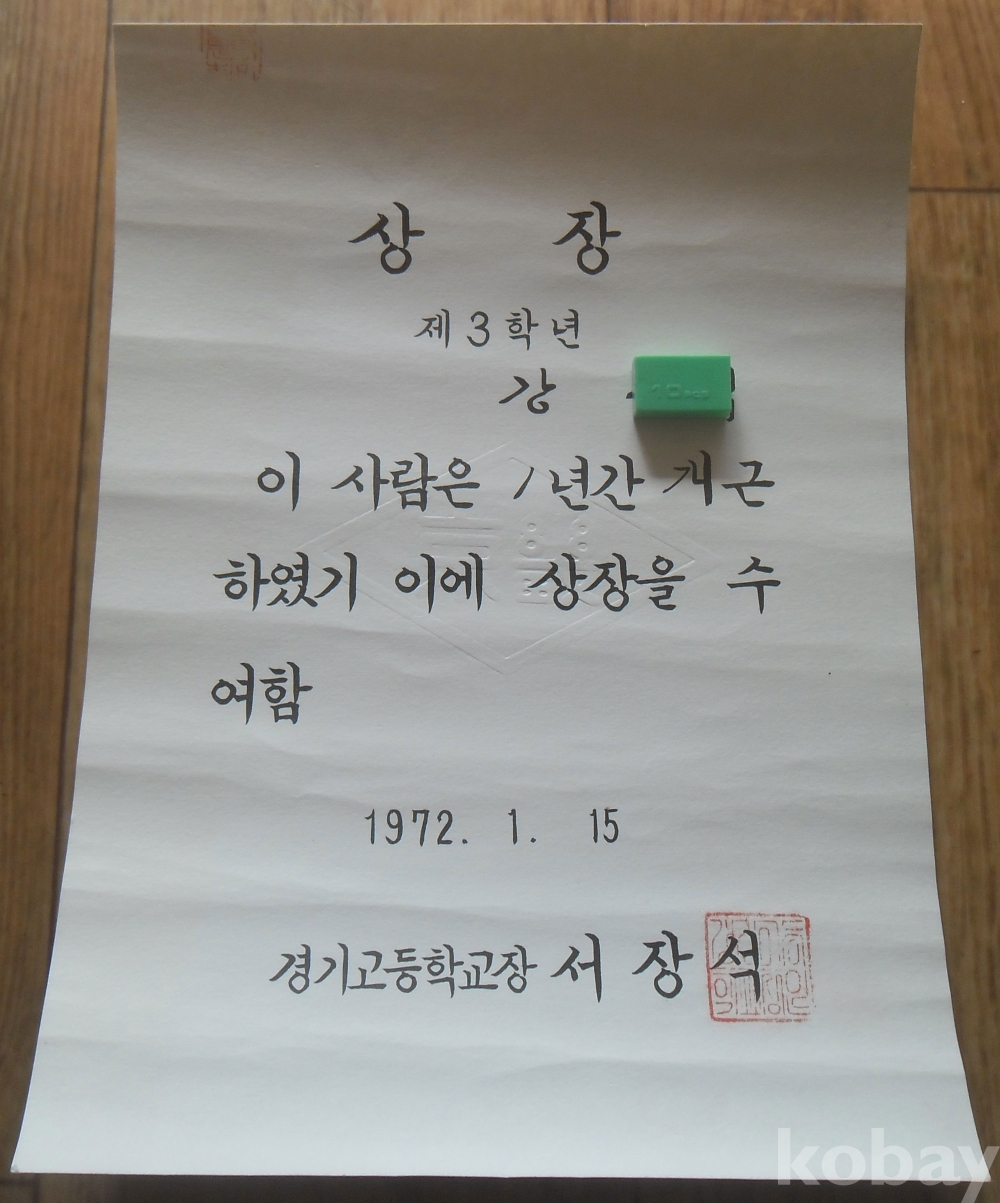 상 장
제3학년
강
이 사람은 1년간 개근
하였기 이에 상장을 수
여함
1972. 1. 15
경기고등학교장 서 장 석
kobay